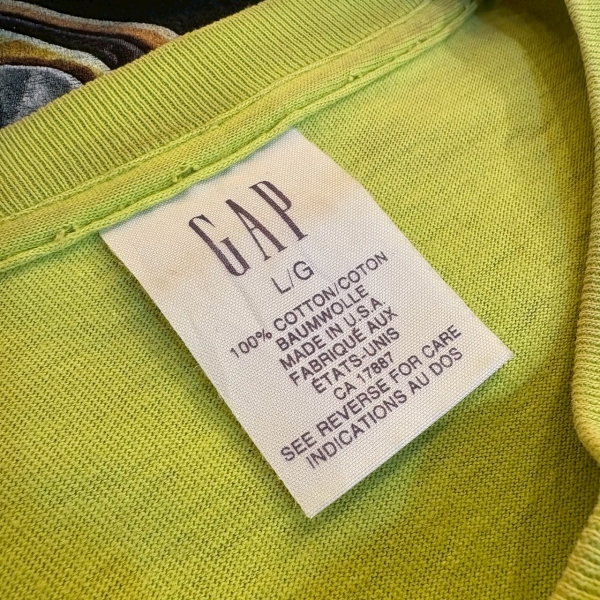 GAP
L/G
100% COTTON/COTON
BAUMWOLLE
MADE IN U.S.A.
FABRIQUÉ AUX
ÉTATS-UNIS
CA 17887
SEE REVERSE FOR CARE
INDICATIONS AU DOS